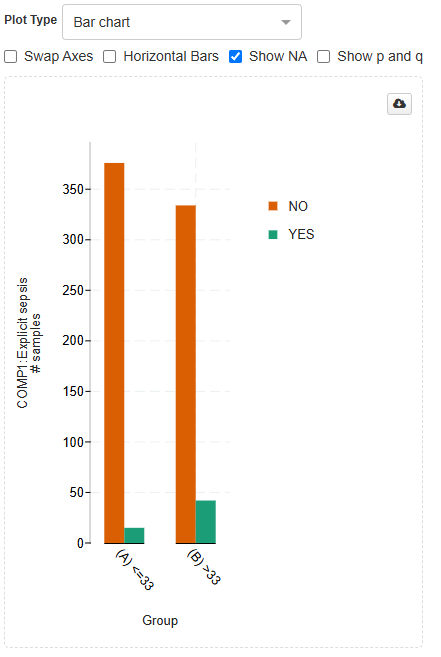 Plot Type Bar chart
Swap Axes Horizontal Bars Show NA Show p and q
350
300
250
200
150
100
50
0
COMP1: Explicit sepsis
# samples
NO
YES
(A) <=33
(B) >33
Group